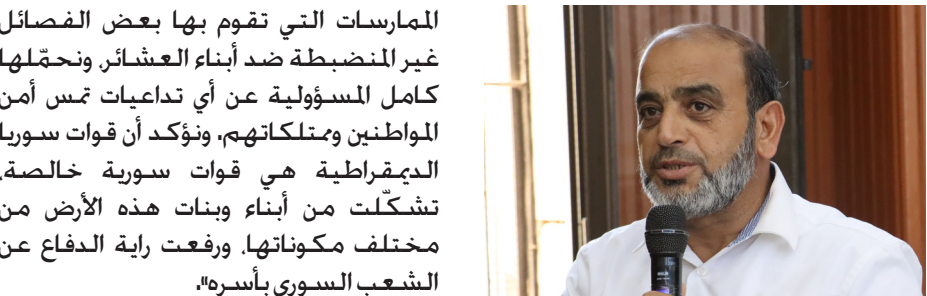 الممارسات التي تقوم بها بعض الفصائل
غير المنضبطة ضد أبناء العشائر، ونحمّلها
كامل المسؤولية عن أي تداعيات تمس أمن
المواطنين وممتلكاتهم. ونؤكد أن قوات سوريا
الديمقراطية هي قوات سورية خالصة،
تشكّلت من أبناء وبنات هذه الأرض من
مختلف مكوناتها، ورفعت راية الدفاع عن
الشعب السوري بأسره".